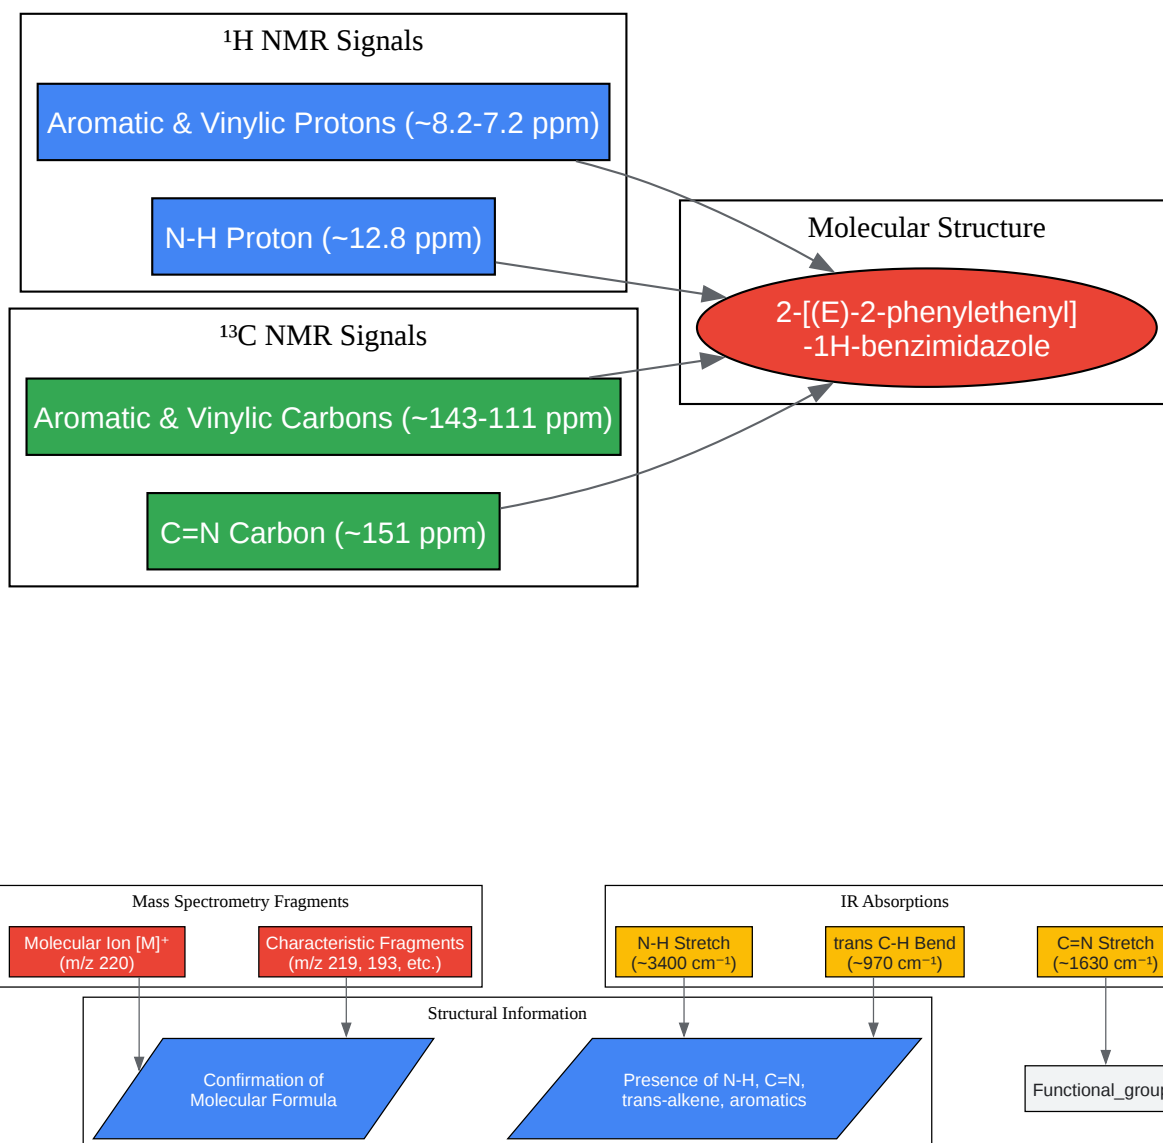 ¹H NMR Signals
Aromatic & Vinylic Protons (~8.2-7.2 ppm)
N-H Proton (~12.8 ppm)
Molecular Structure
2-[(E)-2-phenylethenyl]
-1H-benzimidazole
¹³C NMR Signals
Aromatic & Vinylic Carbons (~143-111 ppm)
C=N Carbon (~151 ppm)
Mass Spectrometry Fragments
Molecular Ion [M]⁺
(m/z 220)
Characteristic Fragments
(m/z 219, 193, etc.)
IR Absorptions
N-H Stretch
(~3400 cm⁻¹)
trans C-H Bend
(~970 cm⁻¹)
C=N Stretch
(~1630 cm⁻¹)
Structural Information
Confirmation of
Molecular Formula
Presence of N-H, C=N,
trans-alkene, aromatics
Functional_group